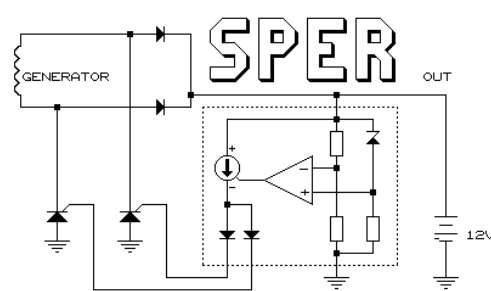 SPER
GENERATOR
OUT
+
−
−
+
12V